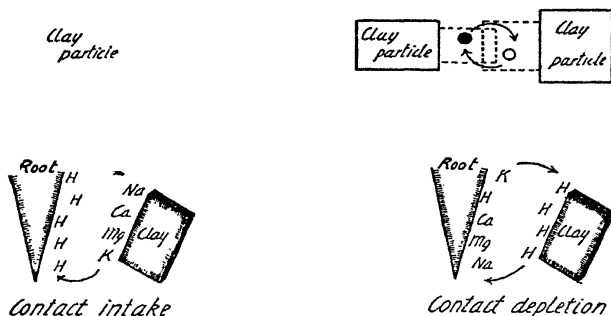 Clay
particle
Clay
particle
Clay
particle
Root
H
H
H
H
H
Na
Ca
Mg
K
Clay
Contact intake
Root
K
H
Ca
Mg
Na
H
H
H
H
Clay
Contact depletion